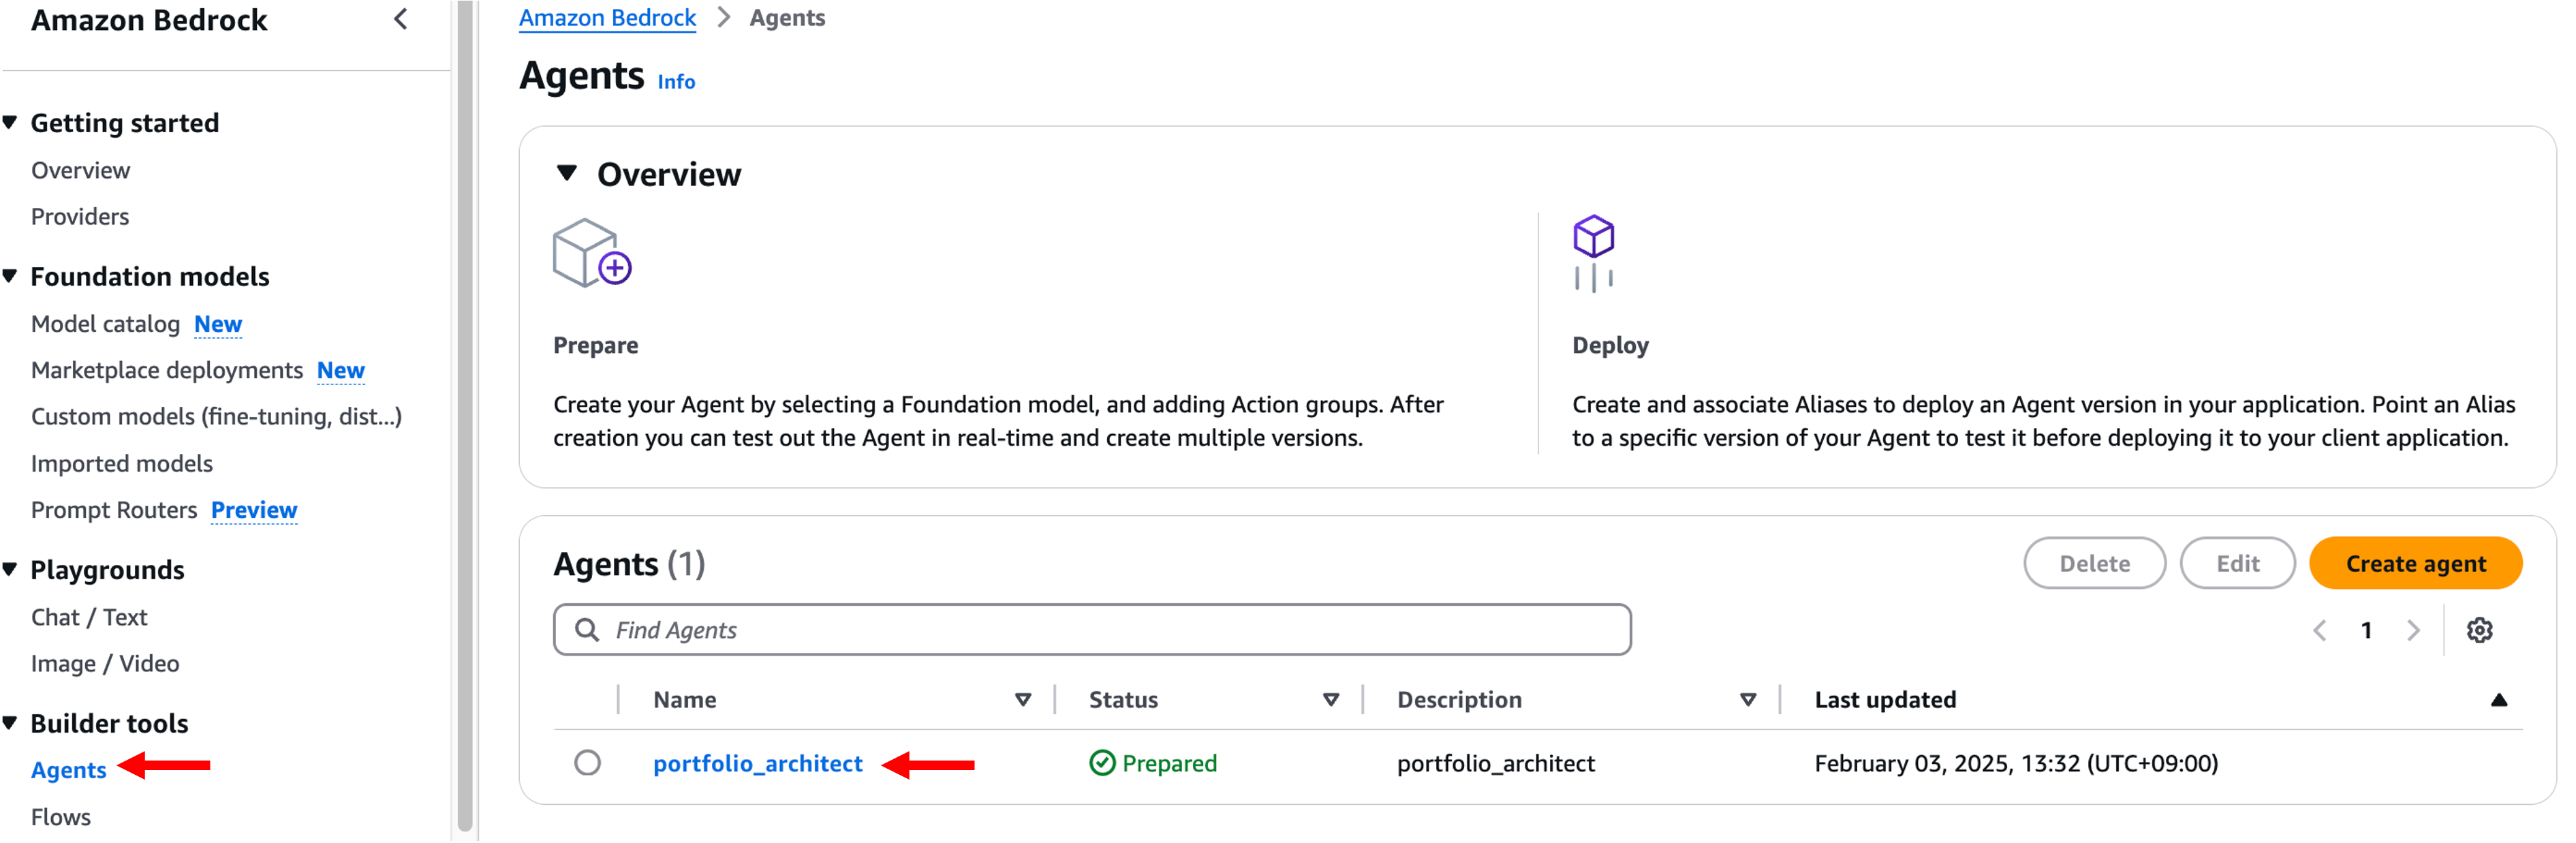 Amazon Bedrock
Getting started
Overview
Providers
Foundation models
Model catalog New
Marketplace deployments New
Custom models (fine-tuning, dist...)
Imported models
Prompt Routers Preview
Playgrounds
Chat / Text
Image / Video
Builder tools
Agents
Flows
Amazon Bedrock > Agents
Agents Info
Overview
Prepare
Create your Agent by selecting a Foundation model, and adding Action groups. After
creation you can test out the Agent in real-time and create multiple versions.
Deploy
Create and associate Aliases to deploy an Agent version in your application. Point an Alias
to a specific version of your Agent to test it before deploying it to your client application.
Agents (1)
Delete Edit Create agent
Find Agents
1
Name Status Description Last updated
portfolio_architect Prepared portfolio_architect February 03, 2025, 13:32 (UTC+09:00)